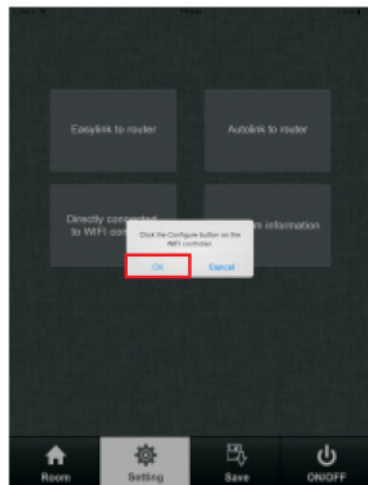 Easylink to router
Autolink to router
Directly connected
to WIFI
information
Click the Configure button on the
WIFI controller.
OK
Cancel
Room
Setting
Save
ON/OFF